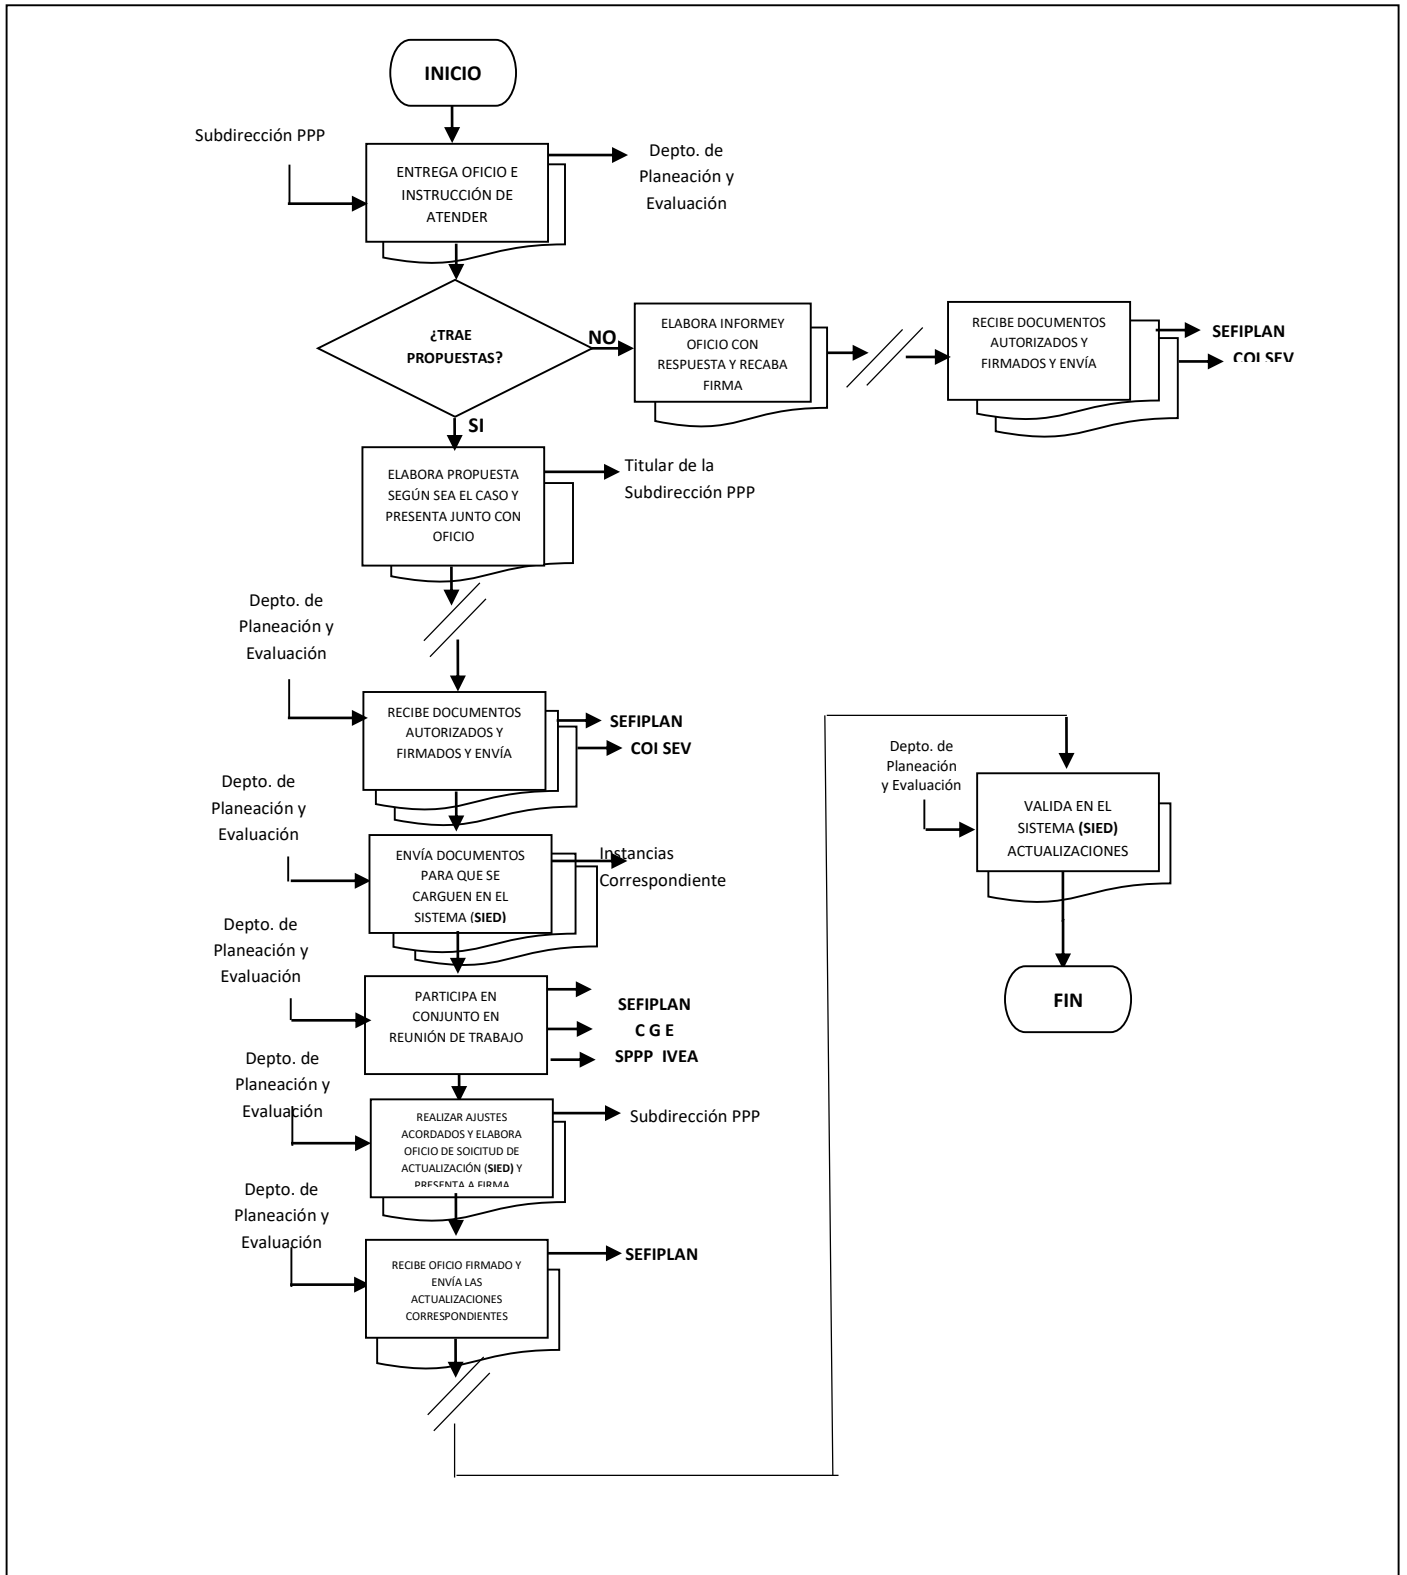 INICIO
Subdirección PPP
ENTREGA OFICIO E
INSTRUCCIÓN DE
ATENDER
Depto. de
Planeación y
Evaluación
¿TRAE
PROPUESTAS?
NO
ELABORA INFORMEY
OFICIO CON
RESPUESTA Y RECABA
FIRMA
RECIBE DOCUMENTOS
AUTORIZADOS Y
FIRMADOS Y ENVÍA
SEFIPLAN
COI SEV
SI
ELABORA PROPUESTA
SEGÚN SEA EL CASO Y
PRESENTA JUNTO CON
OFICIO
Titular de la
Subdirección PPP
Depto. de
Planeación y
Evaluación
RECIBE DOCUMENTOS
AUTORIZADOS Y
FIRMADOS Y ENVÍA
SEFIPLAN
COI SEV
Depto. de
Planeación y
Evaluación
ENVÍA DOCUMENTOS
PARA QUE SE
CARGUEN EN EL
SISTEMA (SIED)
Instancias
Correspondiente
Depto. de
Planeación y
Evaluación
PARTICIPA EN
CONJUNTO EN
REUNIÓN DE TRABAJO
SEFIPLAN
C G E
SPPP IVEA
Depto. de
Planeación y
Evaluación
REALIZAR AJUSTES
ACORDADOS Y ELABORA
OFICIO DE SOICITUD DE
ACTUALIZACIÓN (SIED) Y
PRESENTA A FIRMA
Subdirección PPP
Depto. de
Planeación y
Evaluación
RECIBE OFICIO FIRMADO Y
ENVÍA LAS
ACTUALIZACIONES
CORRESPONDIENTES
SEFIPLAN
Depto. de
Planeación
y Evaluación
VALIDA EN EL
SISTEMA (SIED)
ACTUALIZACIONES
FIN